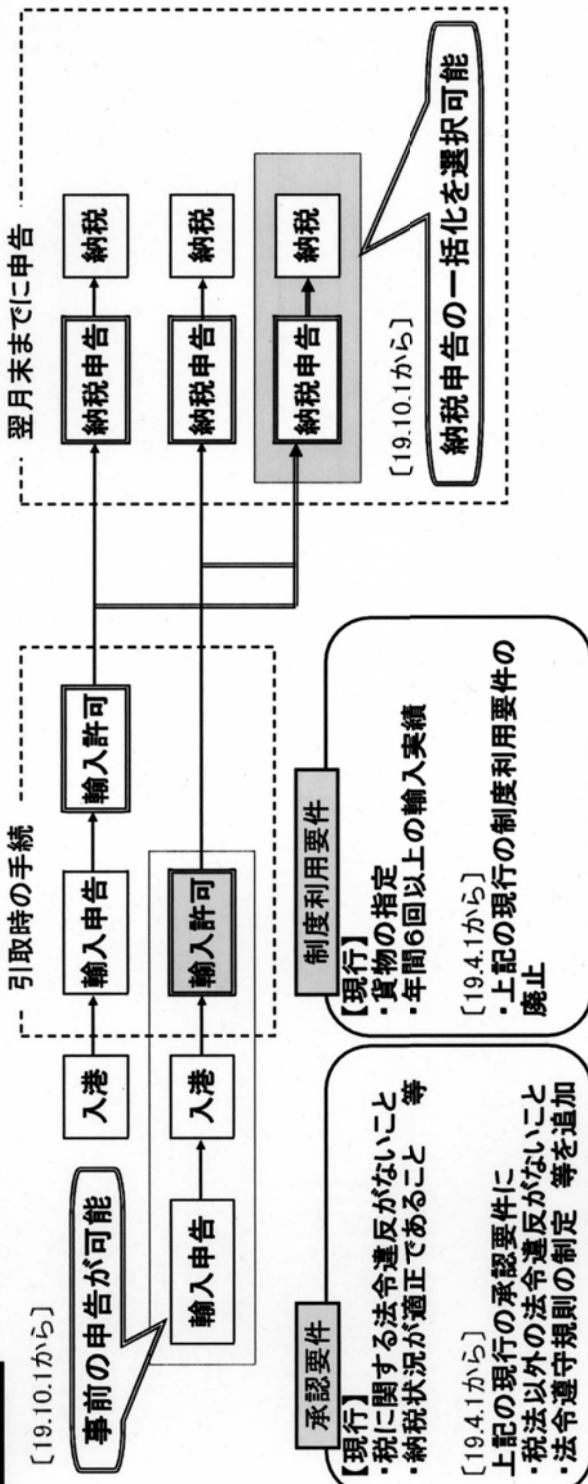 [19.10.1から]
事前の申告が可能
引取時の手続
翌月末までに申告
入港
輸入申告
輸入許可
納税申告
納税
輸入申告
入港
輸入許可
納税申告
納税
納税申告
納税
[19.10.1から]
納税申告の一括化を選択可能
承認要件
【現行】
・税に関する法令違反がないこと
・納税状況が適正であること 等
[19.4.1から]
上記の現行の承認要件に
・税法以外の法令違反がないこと
・法令遵守規則の制定 等を追加
制度利用要件
【現行】
・貨物の指定
・年間6回以上の輸入実績
[19.4.1から]
・上記の現行の制度利用要件の
廃止